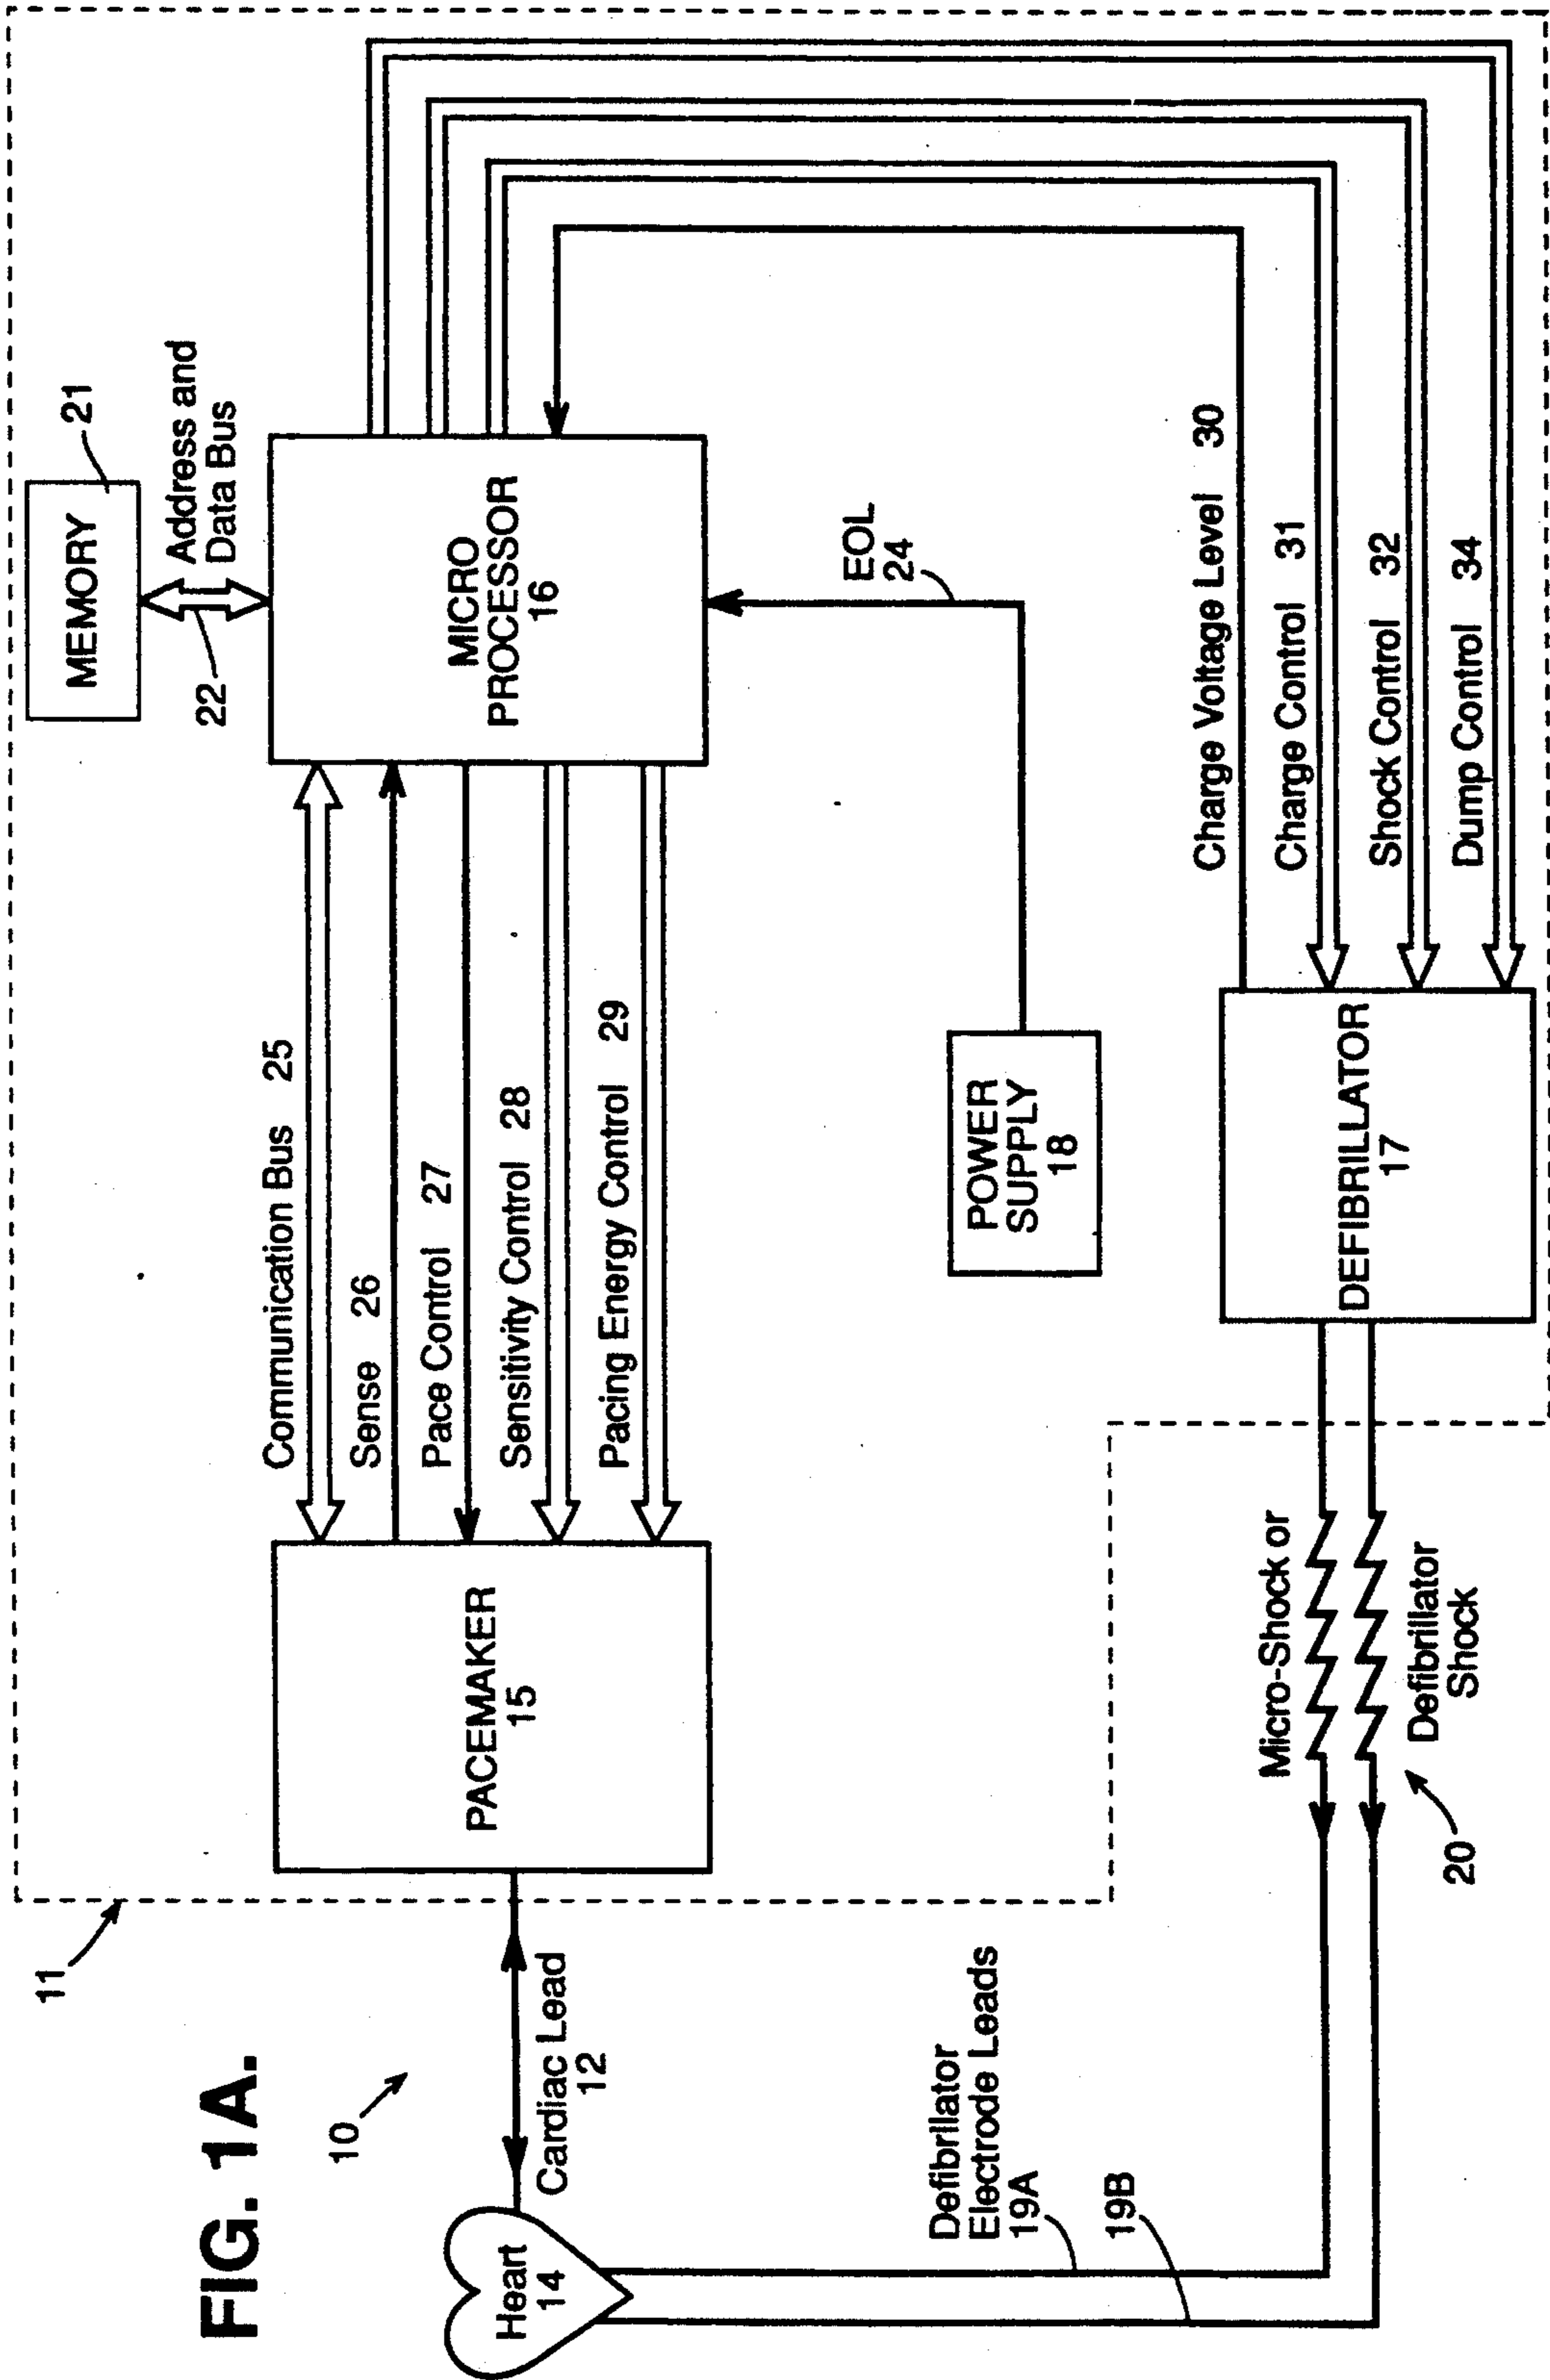 FIG. 1A.
11
10
Heart
14
Cardiac Lead
12
PACEMAKER
15
Communication Bus 25
Sense 26
Pace Control 27
Sensitivity Control 28
Pacing Energy Control 29
MEMORY
21
22
Address and
Data Bus
MICRO
PROCESSOR
16
EOL
24
POWER
SUPPLY
18
Defibrillator
Electrode Leads
19A
19B
Micro-Shock or
Defibrillator
Shock
20
DEFIBRILLATOR
17
Charge Voltage Level 30
Charge Control 31
Shock Control 32
Dump Control 34